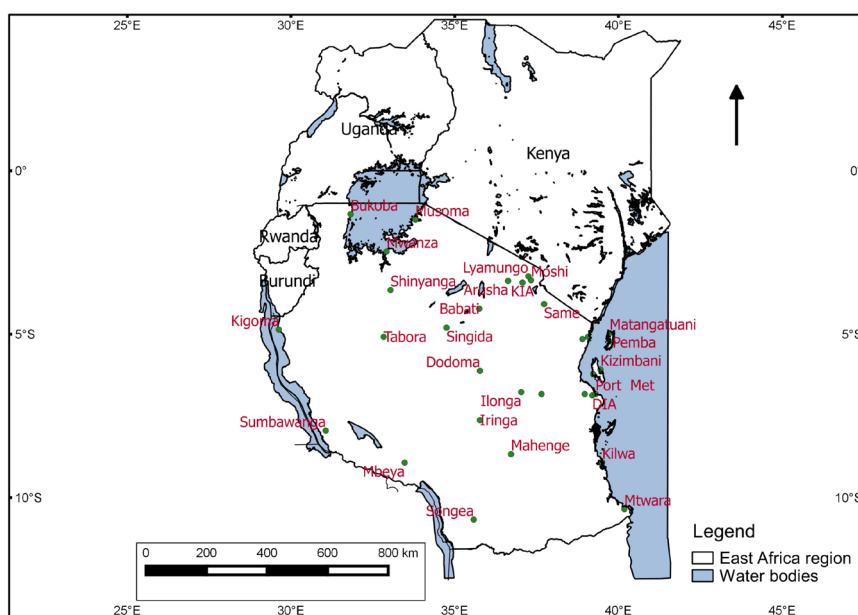 25°E 30°E 35°E 40°E 45°E
Uganda
Kenya
0° 0°
Bukoba Musoma
Rwanda Mwanza
Lyamungo Moshi
Burundi Shinyanga Arusha KIA
Babati Same
Kigoma Matangatuani
5°S 5°S
Tabora Singida Pemba
Dodoma Kizimbani
Port Met
Ilonga DIA
Sumbawanga Iringa
Mahenge Kilwa
Mbeya
10°S 10°S
Songea Mtwara
Legend
East Africa region
Water bodies
0 200 400 600 800 km
25°E 30°E 35°E 40°E 45°E